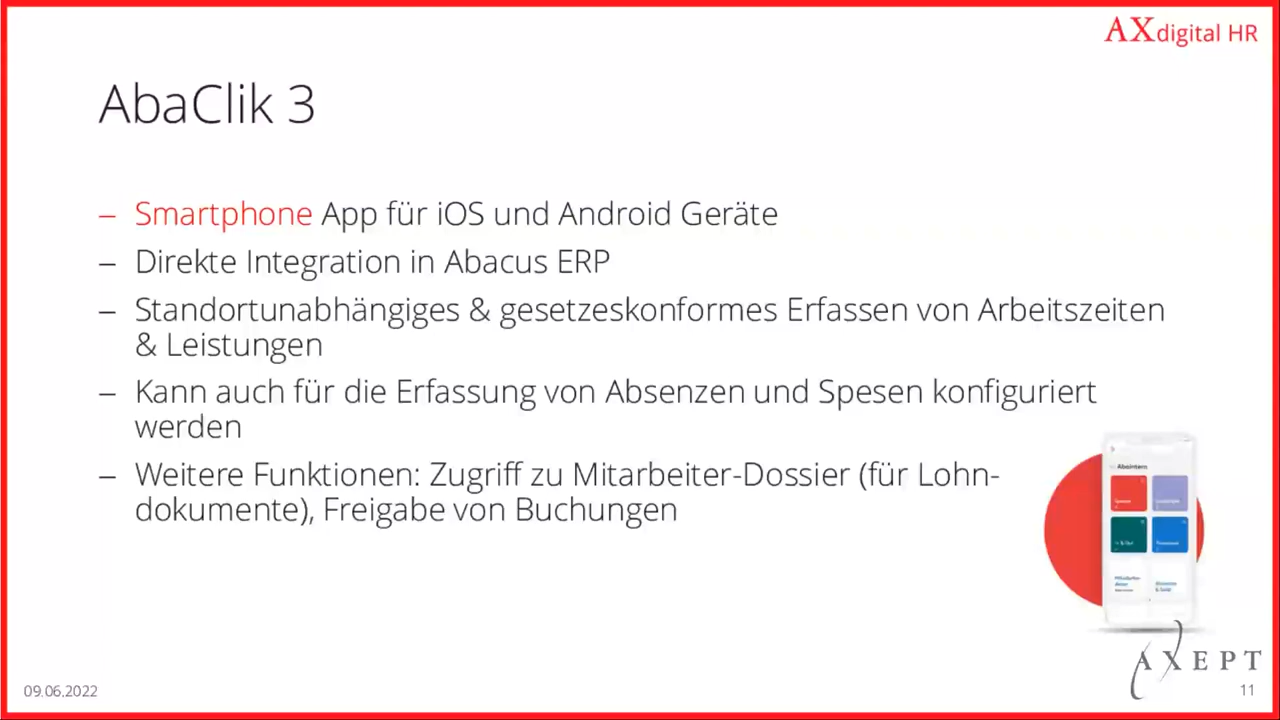 AXdigital HR
AbaClik 3
– Smartphone App für iOS und Android Geräte
– Direkte Integration in Abacus ERP
– Standortunabhängiges & gesetzeskonformes Erfassen von Arbeitszeiten
& Leistungen
– Kann auch für die Erfassung von Absenzen und Spesen konfiguriert
werden
– Weitere Funktionen: Zugriff zu Mitarbeiter-Dossier (für Lohn-
dokumente), Freigabe von Buchungen
AXEPT
09.06.2022
11